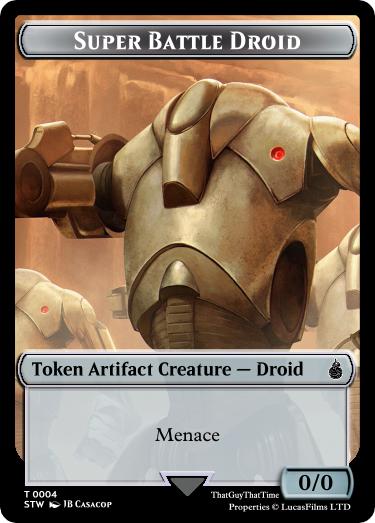 Super Battle Droid
Token Artifact Creature — Droid
Menace
0/0
T 0004
STW JB Casacop
ThatGuyThatTime
Properties © LucasFilms LTD